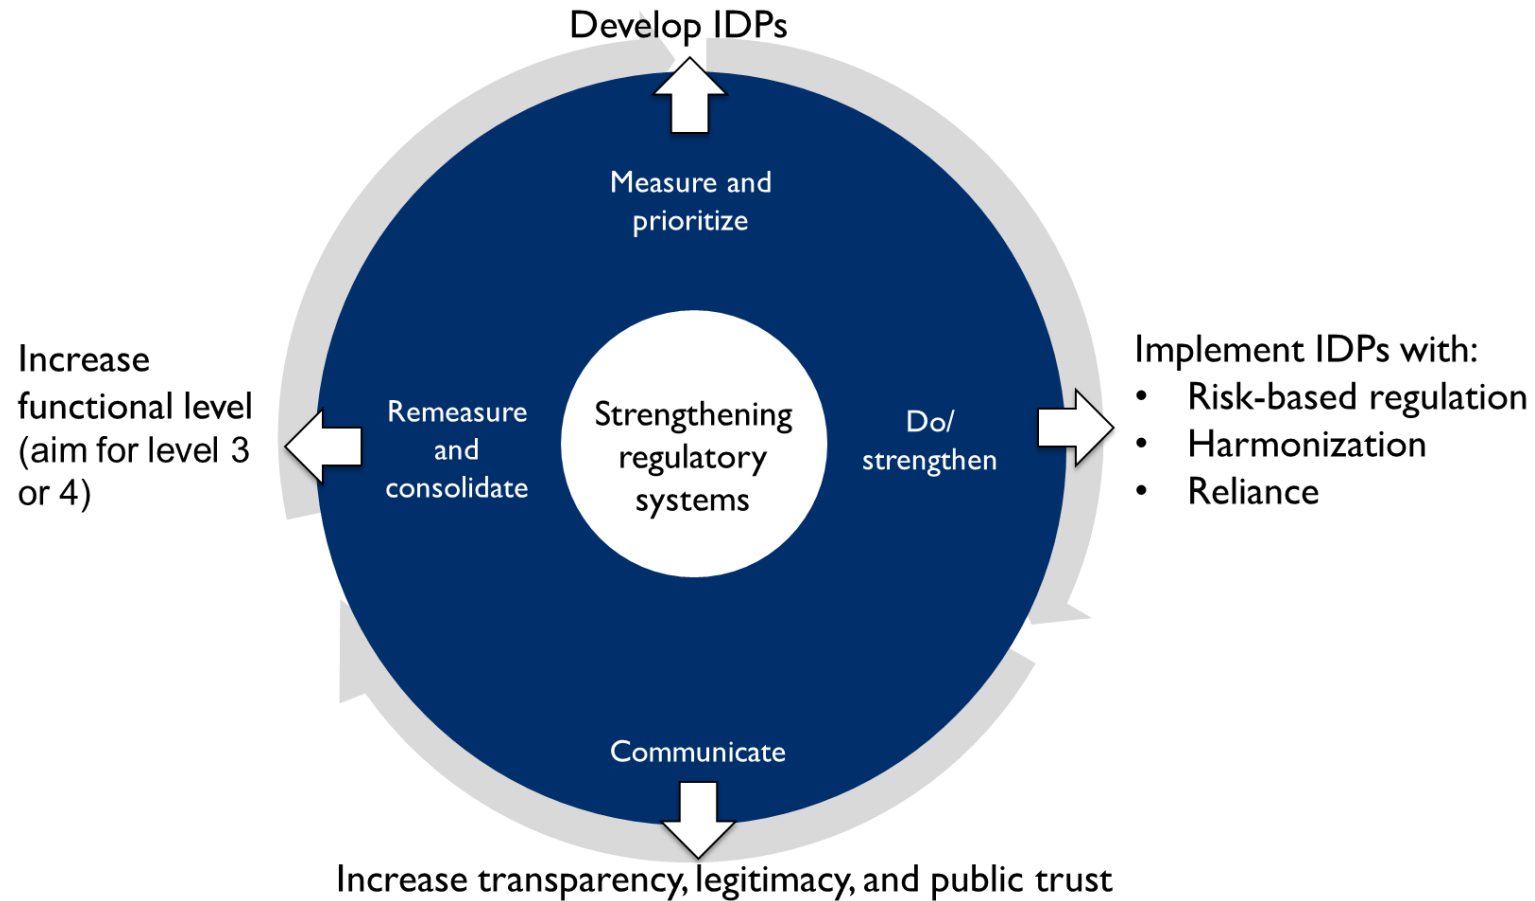 Develop IDPs
Measure and
prioritize
Implement IDPs with:
• Risk-based regulation
• Harmonization
• Reliance
Do/
strengthen
Strengthening
regulatory
systems
Remeasure
and
consolidate
Increase
functional level
(aim for level 3
or 4)
Communicate
Increase transparency, legitimacy, and public trust